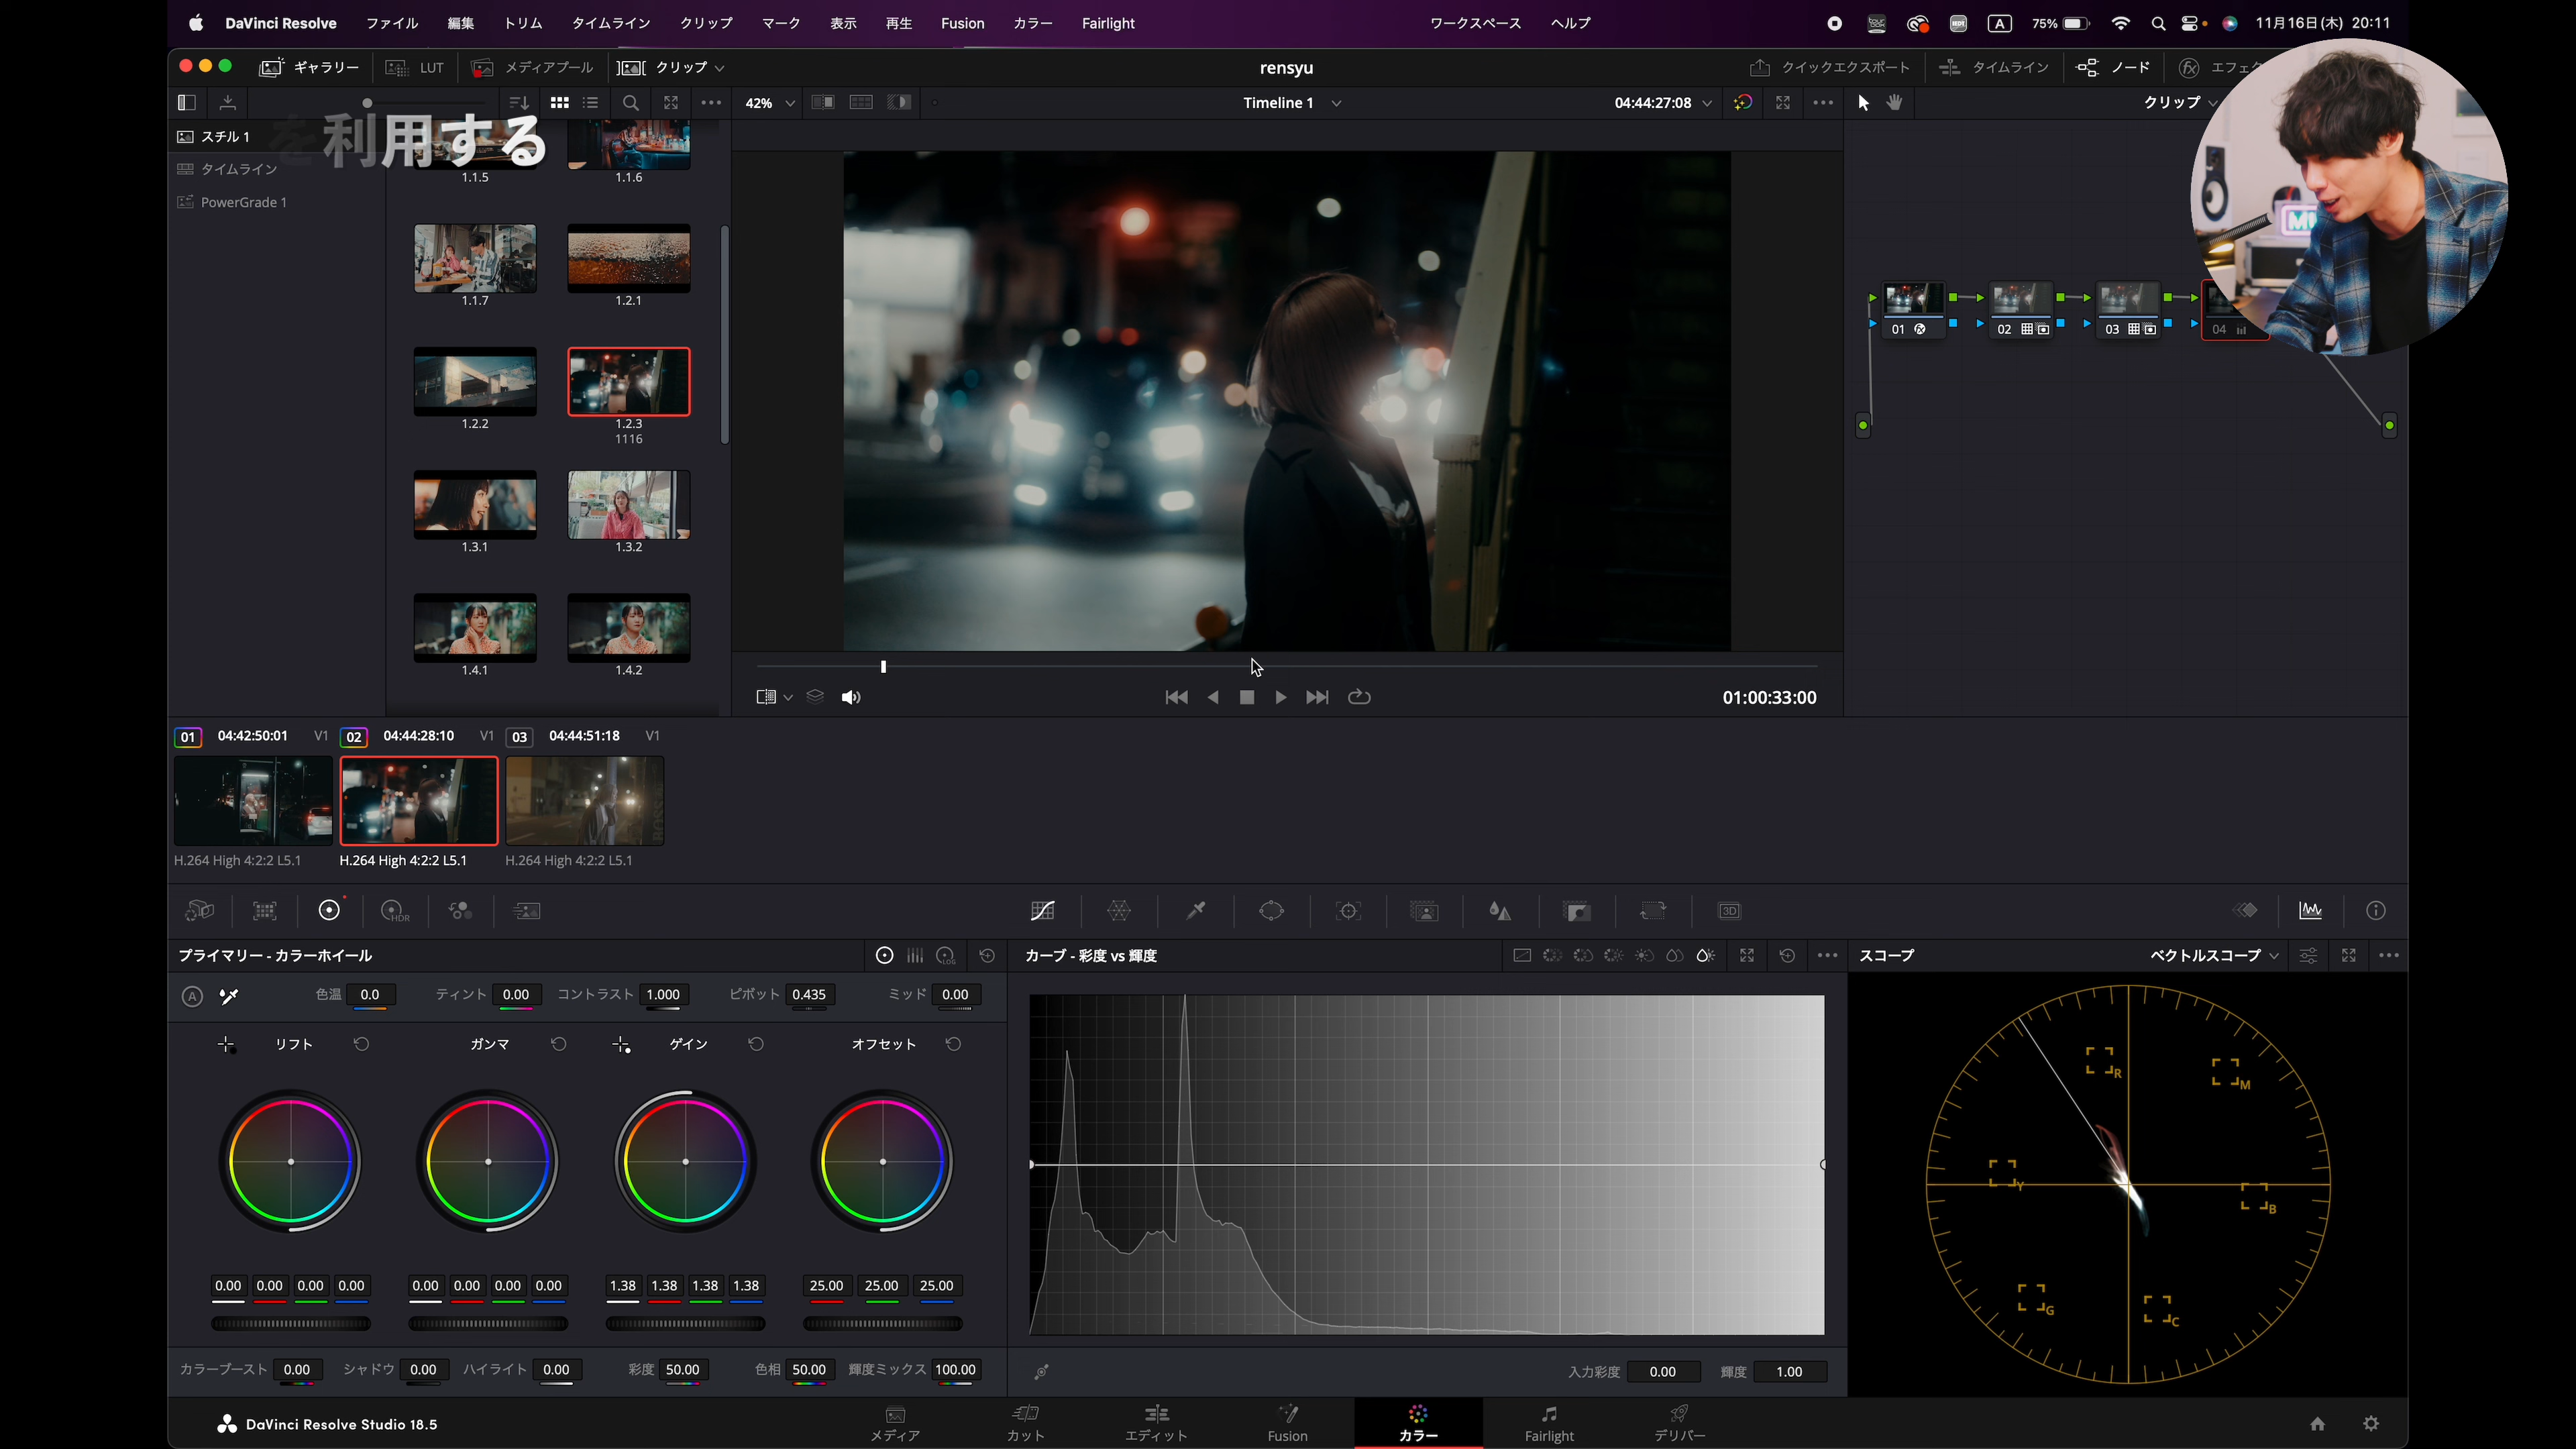 DaVinci Resolve ファイル 編集 トリム タイムライン クリップ マーク 表示 再生 Fusion カラー Fairlight ワークスペース ヘルプ A 75% 11月16日(木) 20:11
ギャラリー LUT メディアプール クリップ rensyu クイックエクスポート タイムライン ノード エフェク
42% Timeline 1 04:44:27:08 クリップ
を利用する
スチル 1
タイムライン
PowerGrade 1
1.1.5 1.1.6
1.1.7 1.2.1
1.2.2 1.2.3
1116
1.3.1 1.3.2
1.4.1 1.4.2
01 02 03 04
01:00:33:00
01 04:42:50:01 V1 02 04:44:28:10 V1 03 04:44:51:18 V1
H.264 High 4:2:2 L5.1 H.264 High 4:2:2 L5.1 H.264 High 4:2:2 L5.1
HDR 3D
プライマリー - カラーホイール LOG カーブ - 彩度 vs 輝度 スコープ ベクトルスコープ
A 色温 0.0 ティント 0.00 コントラスト 1.000 ピボット 0.435 ミッド 0.00
リフト ガンマ ゲイン オフセット
R M Y B G C
0.00 0.00 0.00 0.00 0.00 0.00 0.00 0.00 1.38 1.38 1.38 1.38 25.00 25.00 25.00
カラーブースト 0.00 シャドウ 0.00 ハイライト 0.00 彩度 50.00 色相 50.00 輝度ミックス 100.00 入力彩度 0.00 輝度 1.00
DaVinci Resolve Studio 18.5 メディア カット エディット Fusion カラー Fairlight デリバー